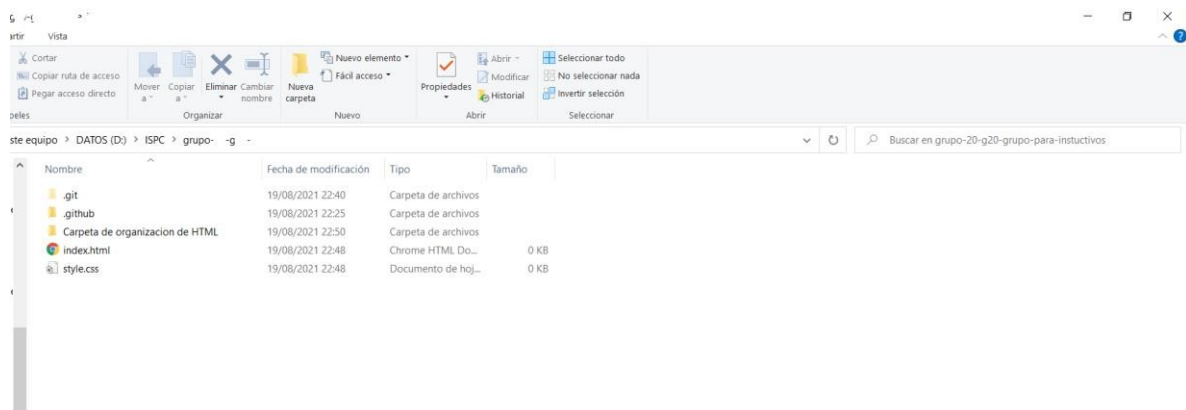 artir Vista
Cortar
Copiar ruta de acceso
Pegar acceso directo
Mover a
Copiar a
Eliminar
Cambiar nombre
Organizar
Nueva carpeta
Nuevo elemento
Fácil acceso
Nuevo
Propiedades
Abrir
Modificar
Historial
Abrir
Seleccionar todo
No seleccionar nada
Invertir selección
Seleccionar
ste equipo > DATOS (D:) > ISPC > grupo- -g -
Buscar en grupo-20-g20-grupo-para-instuctivos
Nombre Fecha de modificación Tipo Tamaño
.git 19/08/2021 22:40 Carpeta de archivos
.github 19/08/2021 22:25 Carpeta de archivos
Carpeta de organizacion de HTML 19/08/2021 22:50 Carpeta de archivos
index.html 19/08/2021 22:48 Chrome HTML Do... 0 KB
style.css 19/08/2021 22:48 Documento de hoj... 0 KB